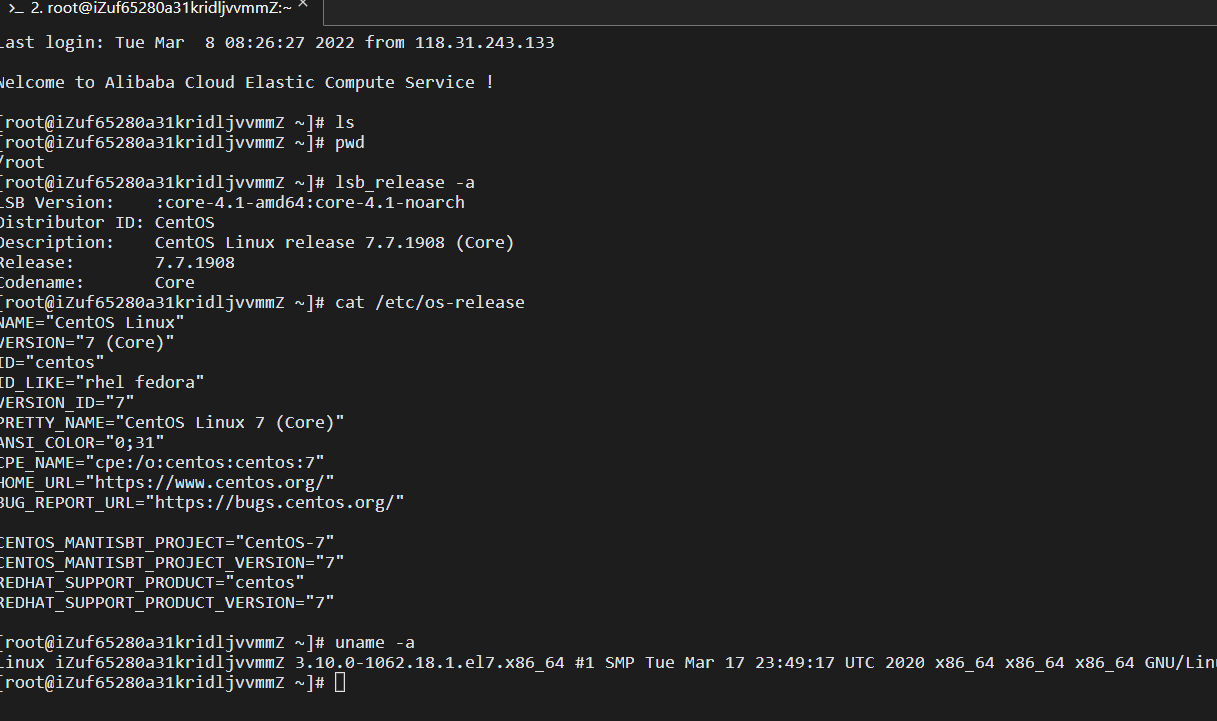 2. root@iZuf65280a31kridljvvmmZ:~
Last login: Tue Mar  8 08:26:27 2022 from 118.31.243.133
Welcome to Alibaba Cloud Elastic Compute Service !
[root@iZuf65280a31kridljvvmmZ ~]# ls
[root@iZuf65280a31kridljvvmmZ ~]# pwd
/root
[root@iZuf65280a31kridljvvmmZ ~]# lsb_release -a
LSB Version:    :core-4.1-amd64:core-4.1-noarch
Distributor ID: CentOS
Description:    CentOS Linux release 7.7.1908 (Core)
Release:        7.7.1908
Codename:       Core
[root@iZuf65280a31kridljvvmmZ ~]# cat /etc/os-release
NAME="CentOS Linux"
VERSION="7 (Core)"
ID="centos"
ID_LIKE="rhel fedora"
VERSION_ID="7"
PRETTY_NAME="CentOS Linux 7 (Core)"
ANSI_COLOR="0;31"
CPE_NAME="cpe:/o:centos:centos:7"
HOME_URL="https://www.centos.org/"
BUG_REPORT_URL="https://bugs.centos.org/"
CENTOS_MANTISBT_PROJECT="CentOS-7"
CENTOS_MANTISBT_PROJECT_VERSION="7"
REDHAT_SUPPORT_PRODUCT="centos"
REDHAT_SUPPORT_PRODUCT_VERSION="7"
[root@iZuf65280a31kridljvvmmZ ~]# uname -a
Linux iZuf65280a31kridljvvmmZ 3.10.0-1062.18.1.el7.x86_64 #1 SMP Tue Mar 17 23:49:17 UTC 2020 x86_64 x86_64 x86_64 GNU/Linu
[root@iZuf65280a31kridljvvmmZ ~]#